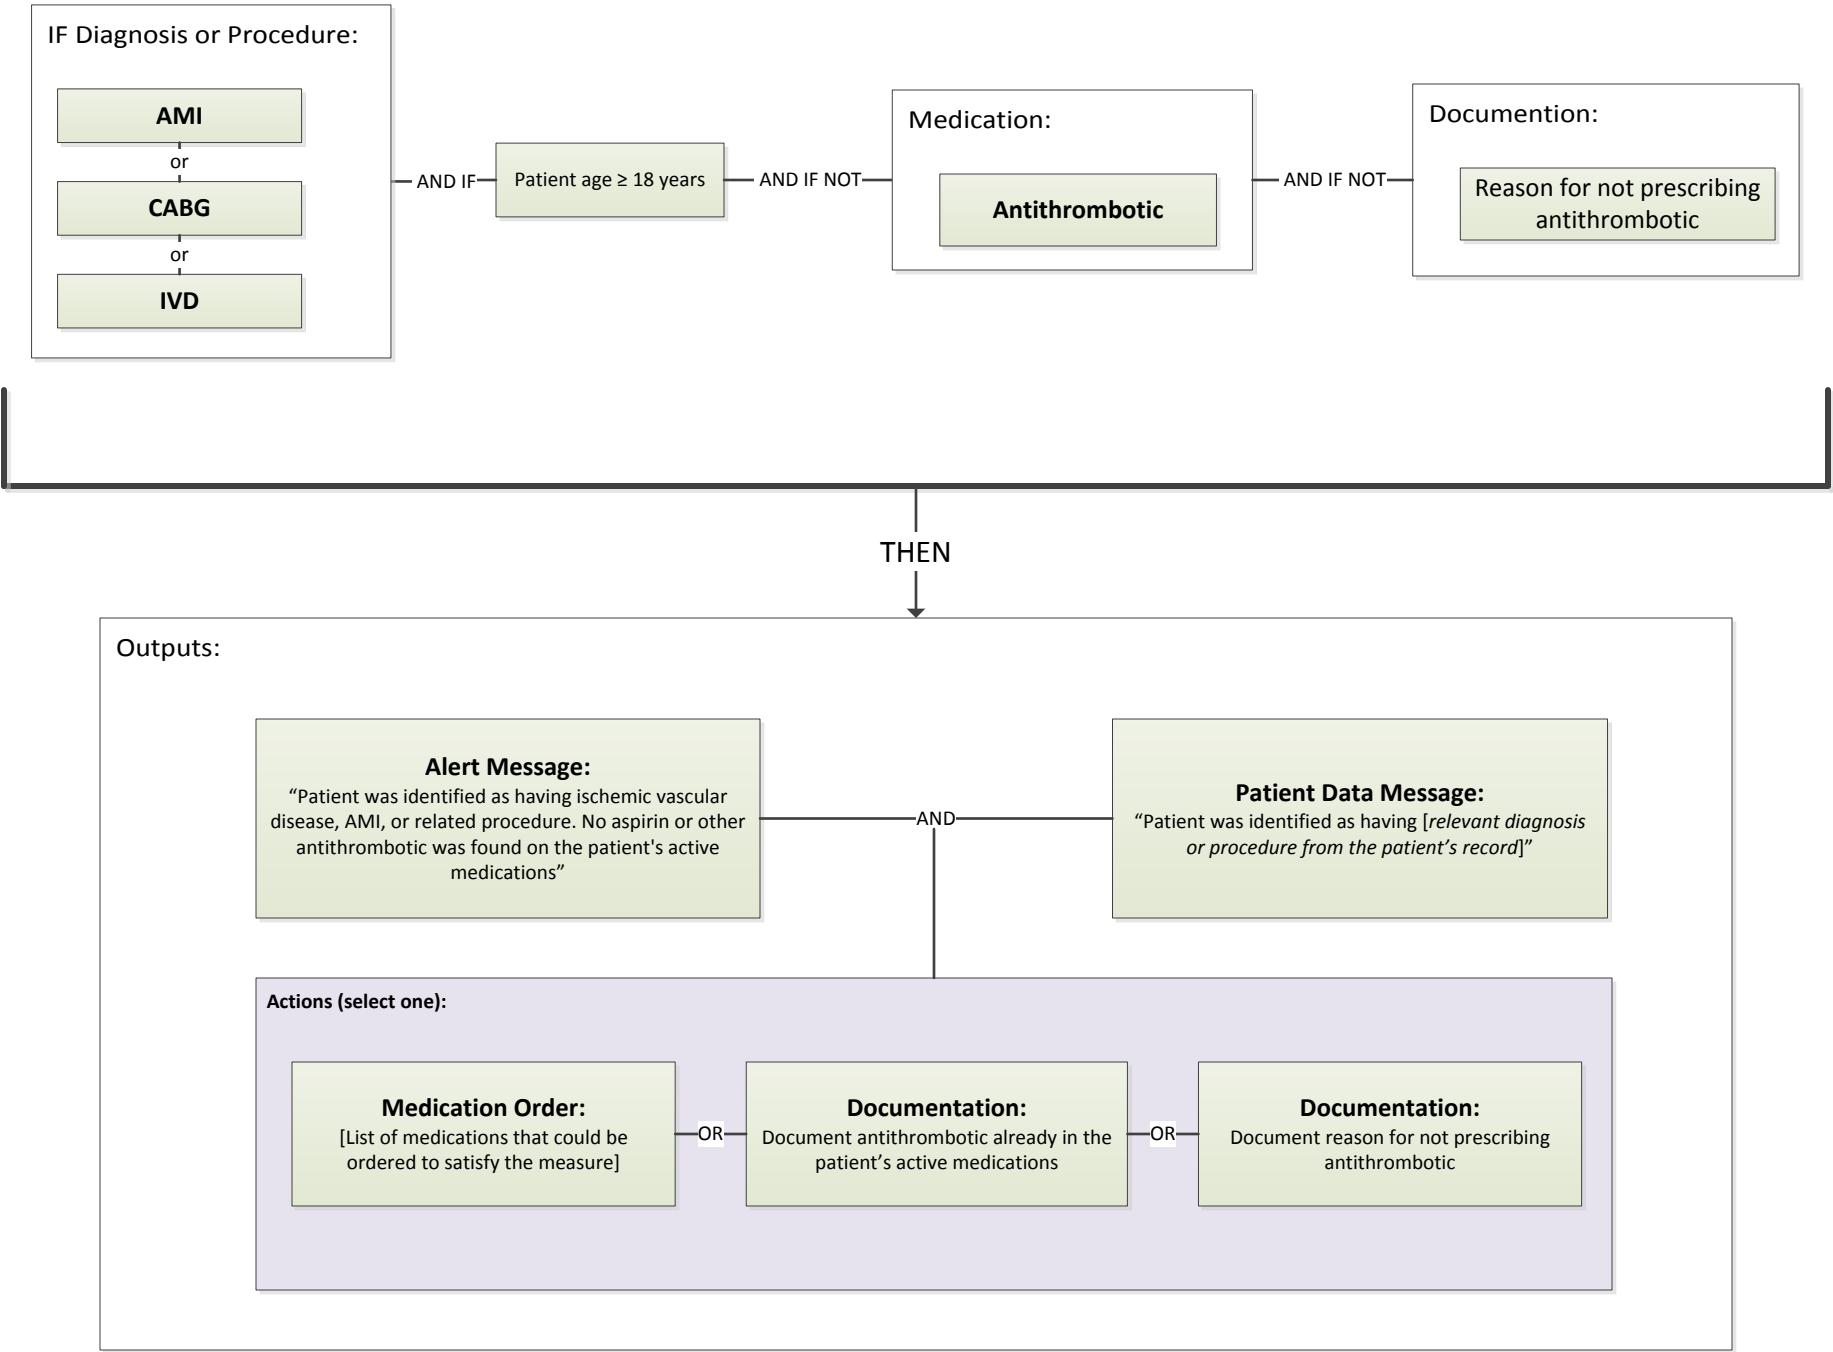 IF Diagnosis or Procedure:
AMI
or
CABG
or
IVD
AND IF
Patient age ≥ 18 years
AND IF NOT
Medication:
Antithrombotic
AND IF NOT
Documention:
Reason for not prescribing
antithrombotic
THEN
Outputs:
Alert Message:
“Patient was identified as having ischemic vascular
disease, AMI, or related procedure. No aspirin or other
antithrombotic was found on the patient's active
medications”
AND
Patient Data Message:
“Patient was identified as having [relevant diagnosis
or procedure from the patient’s record]”
Actions (select one):
Medication Order:
[List of medications that could be
ordered to satisfy the measure]
OR
Documentation:
Document antithrombotic already in the
patient’s active medications
OR
Documentation:
Document reason for not prescribing
antithrombotic